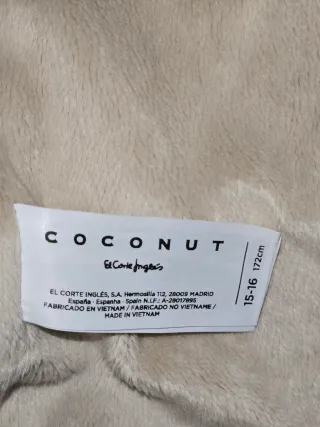 COCONUT
El Corte Inglés
EL CORTE INGLÉS, S.A. Hermosilla 112, 28009 MADRID
España - Espanha - Spain N.I.F.: A-28017895
FABRICADO EN VIETNAM / FABRICADO NO VIETNAME /
MADE IN VIETNAM
15-16
172cm